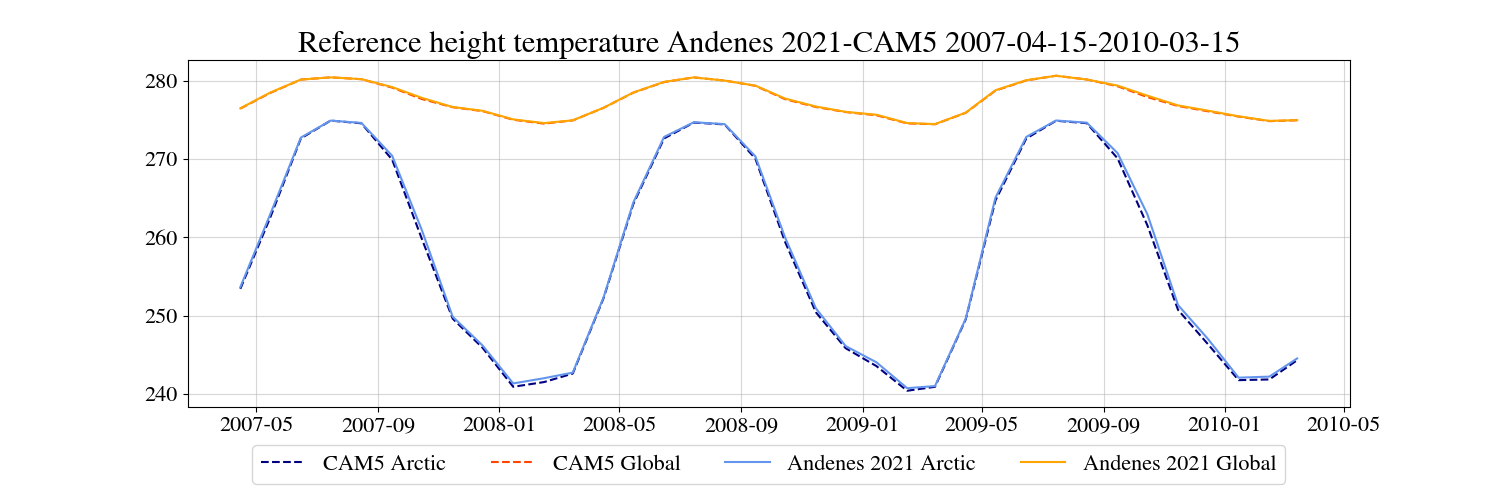 Reference height temperature Andenes 2021-CAM5 2007-04-15-2010-03-15
280
270
260
250
240
2007-05 2007-09 2008-01 2008-05 2008-09 2009-01 2009-05 2009-09 2010-01 2010-05
CAM5 Arctic CAM5 Global Andenes 2021 Arctic Andenes 2021 Global